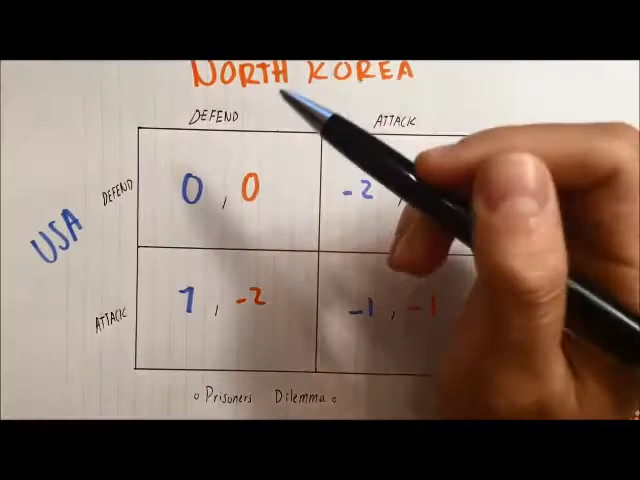 NORTH KOREA
DEFEND ATTACK
DEFEND 0 , 0 -2 ,
USA
ATTACK 1 , -2 -1 , -1
o Prisoners Dilemma o